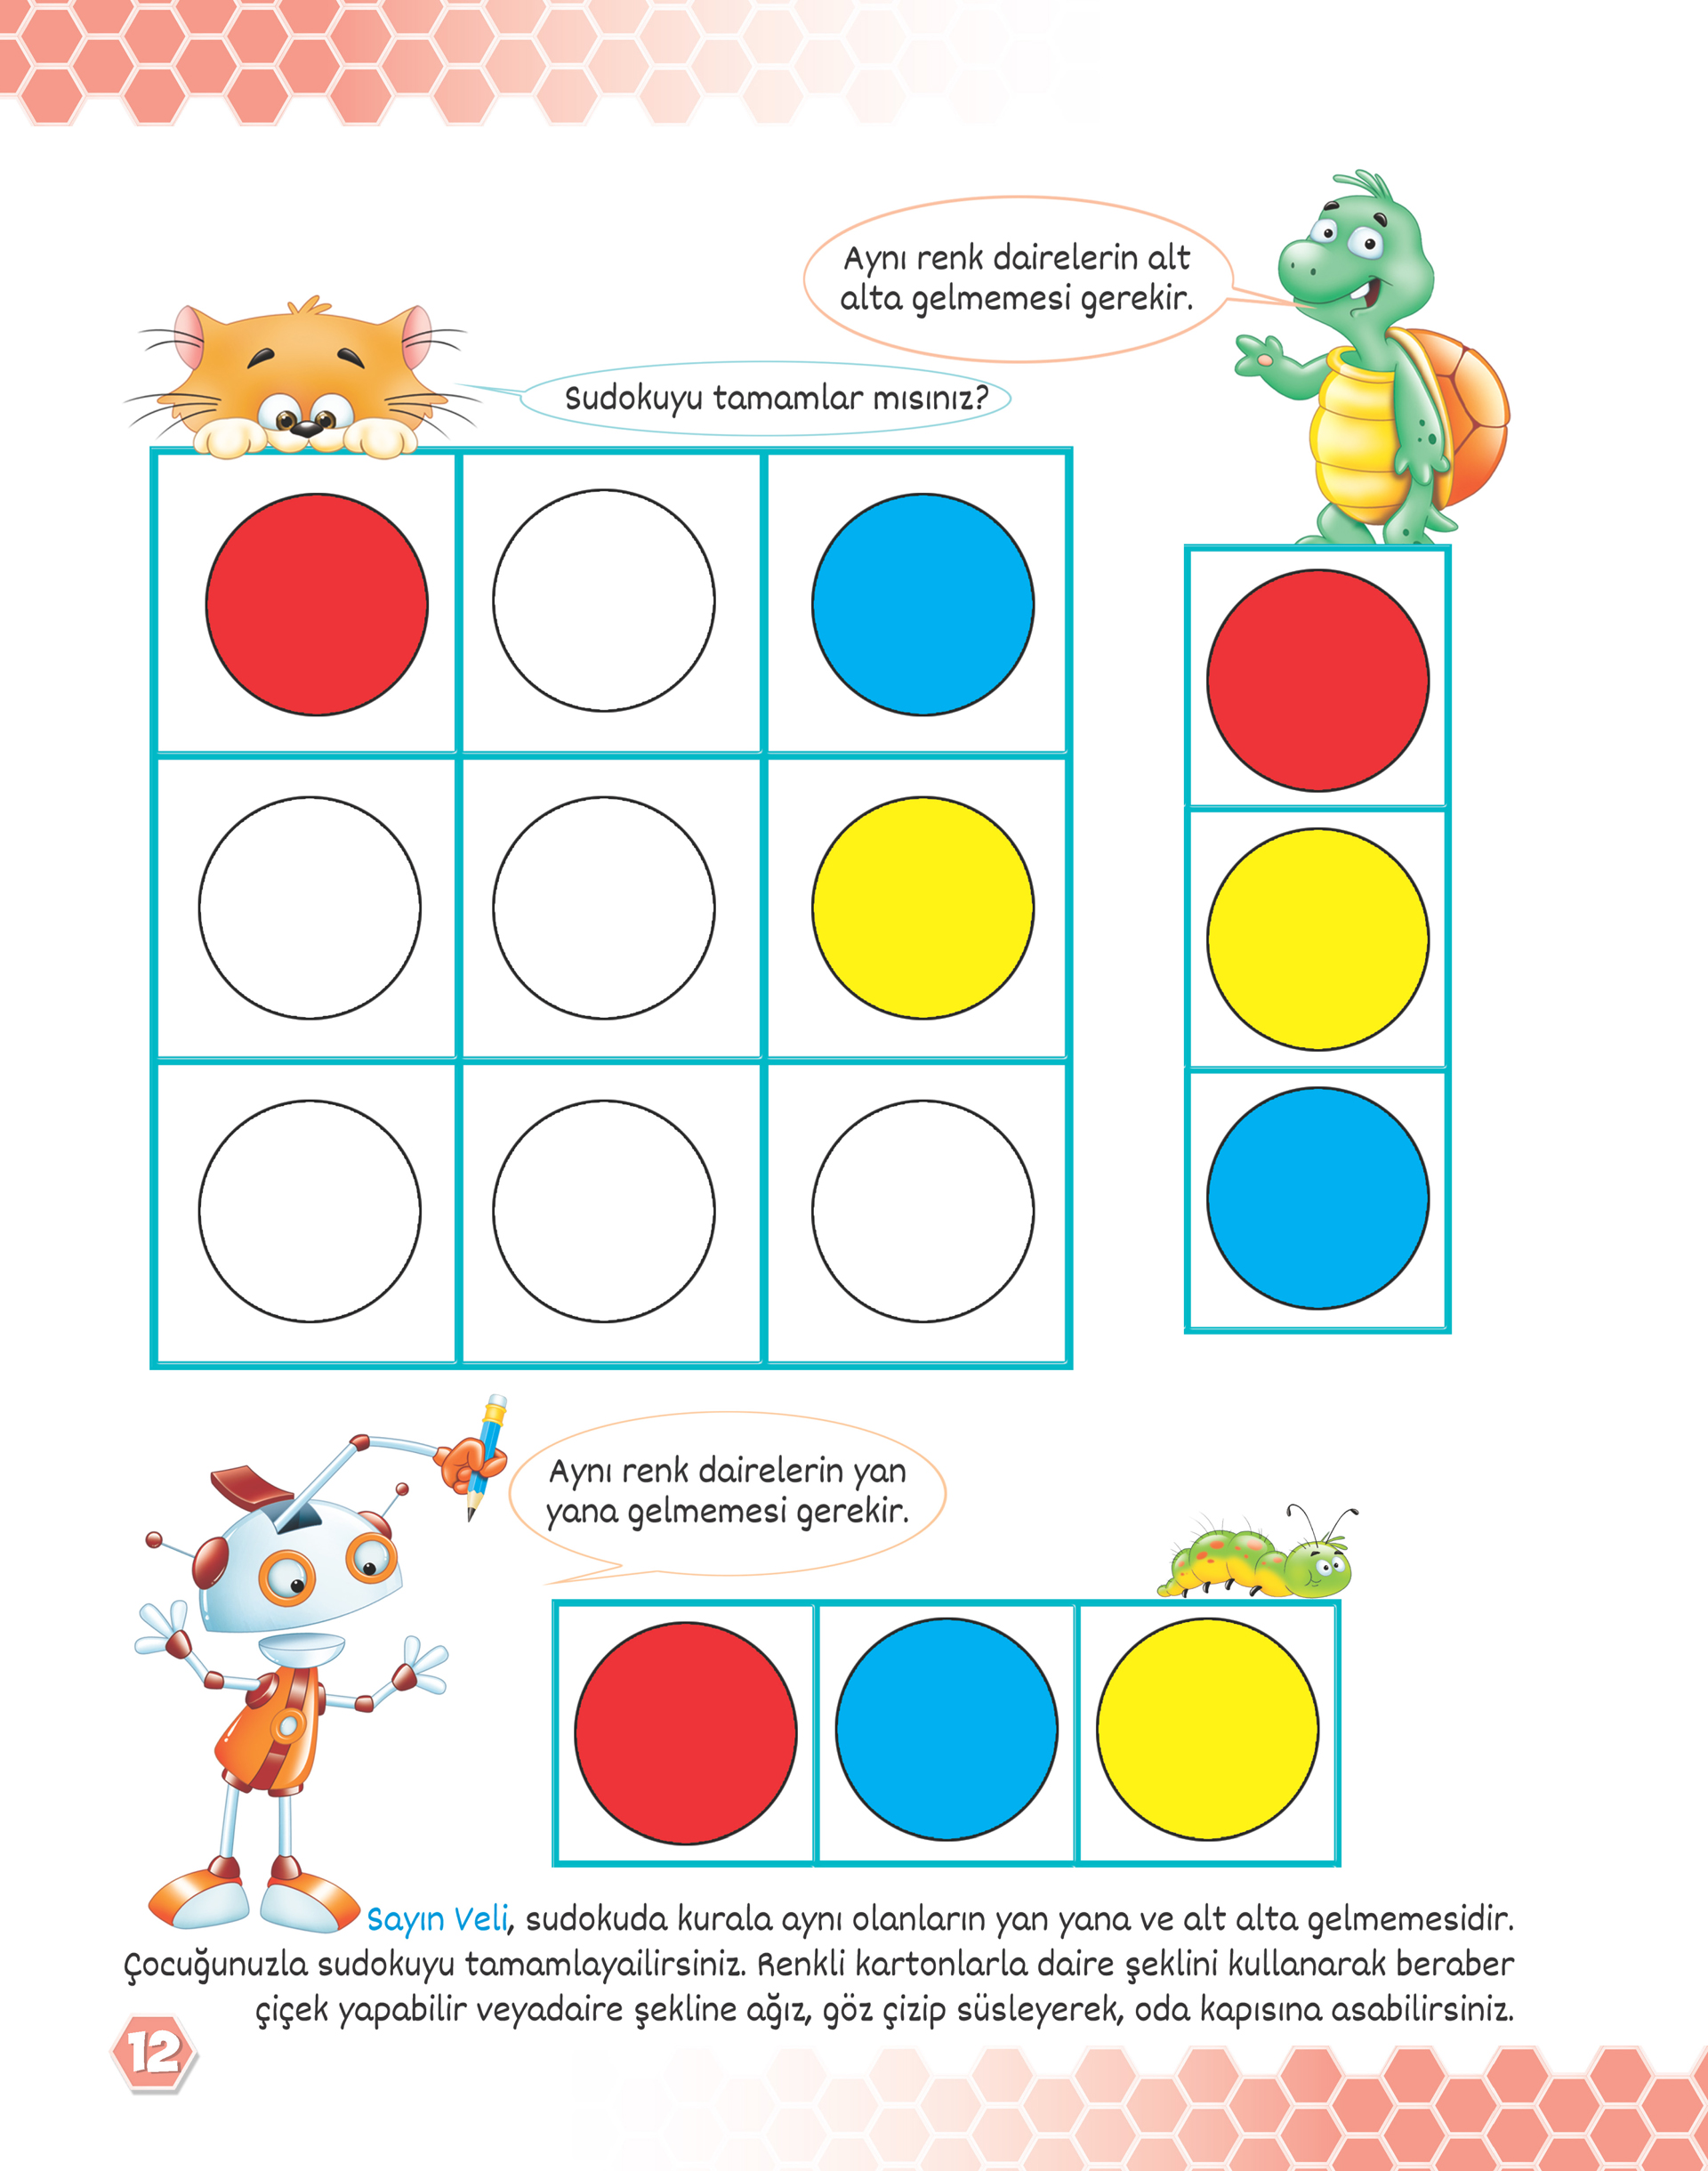 Aynı renk dairelerin alt
alta gelmemesi gerekir.
Sudokuyu tamamlar mısınız?
Aynı renk dairelerin yan
yana gelmemesi gerekir.
Sayın Veli, sudokuda kurala aynı olanların yan yana ve alt alta gelmemesidir.
Çocuğunuzla sudokuyu tamamlayailirsiniz. Renkli kartonlarla daire şeklini kullanarak beraber
çiçek yapabilir veyadaire şekline ağız, göz çizip süsleyerek, oda kapısına asabilirsiniz.
12